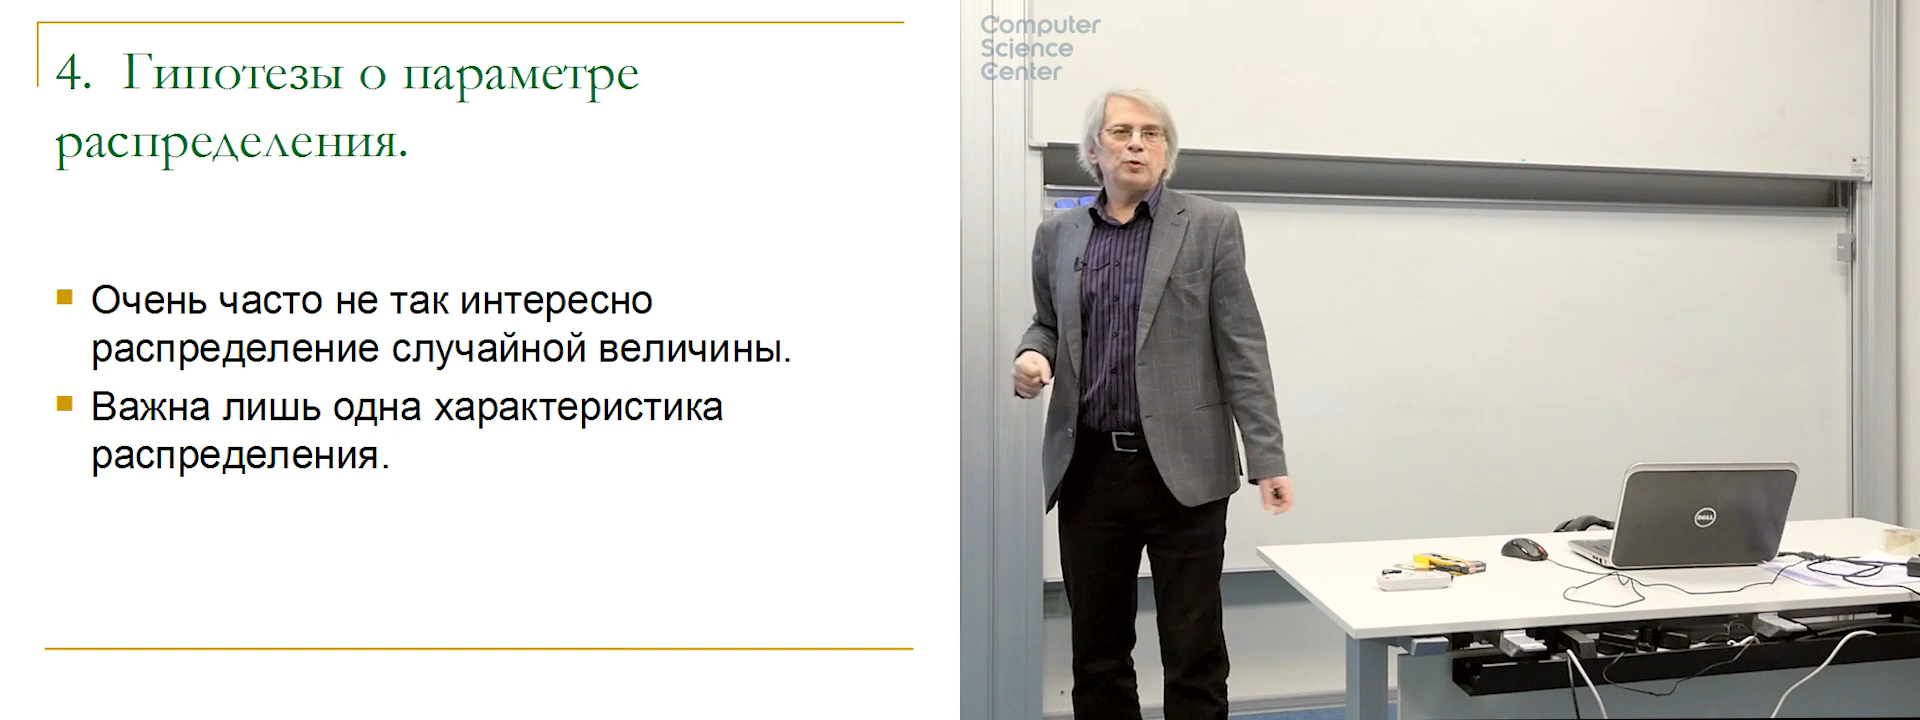 4. Гипотезы о параметре
распределения.
Очень часто не так интересно
распределение случайной величины.
Важна лишь одна характеристика
распределения.
Computer
Science
Center
DELL